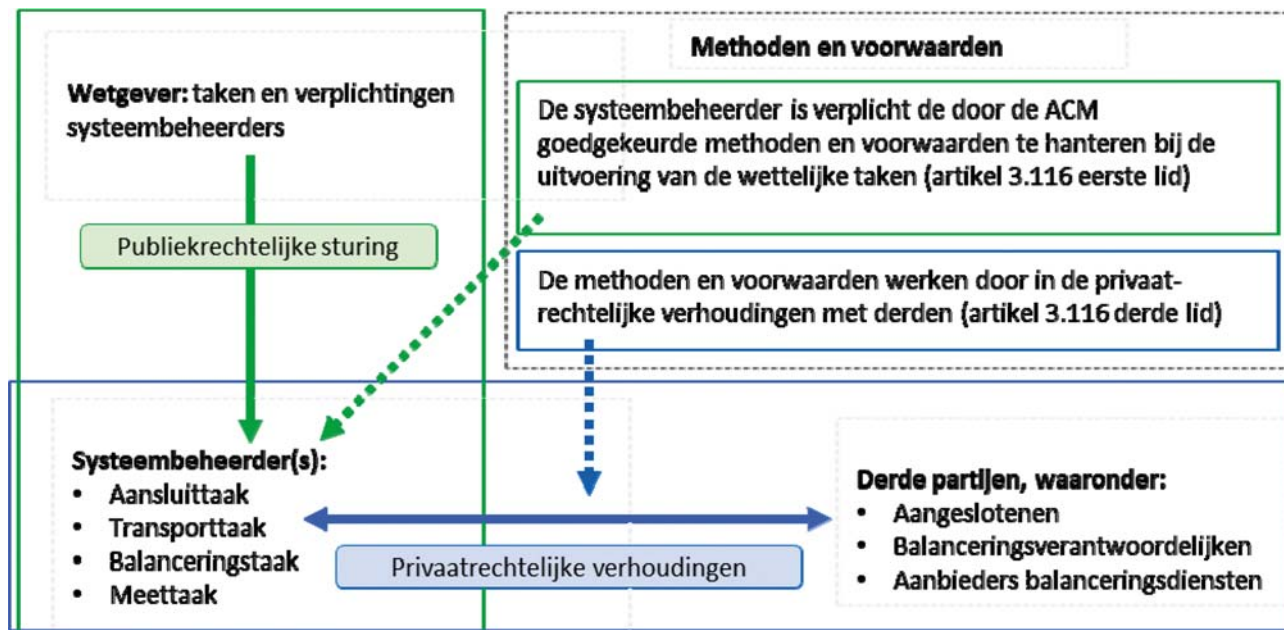 Wetgever: taken en verplichtingen
systeembeheerders
Publiekrechtelijke sturing
Methoden en voorwaarden
De systeembeheerder is verplicht de door de ACM
goedgekeurde methoden en voorwaarden te hanteren bij de
uitvoering van de wettelijke taken (artikel 3.116 eerste lid)
De methoden en voorwaarden werken door in de privaat-
rechtelijke verhoudingen met derden (artikel 3.116 derde lid)
Systeembeheerder(s):
• Aansluittaak
• Transporttaak
• Balanceringstaak
• Meettaak
Privaatrechtelijke verhoudingen
Derde partijen, waaronder:
• Aangeslotenen
• Balanceringsverantwoordelijken
• Aanbieders balanceringsdiensten